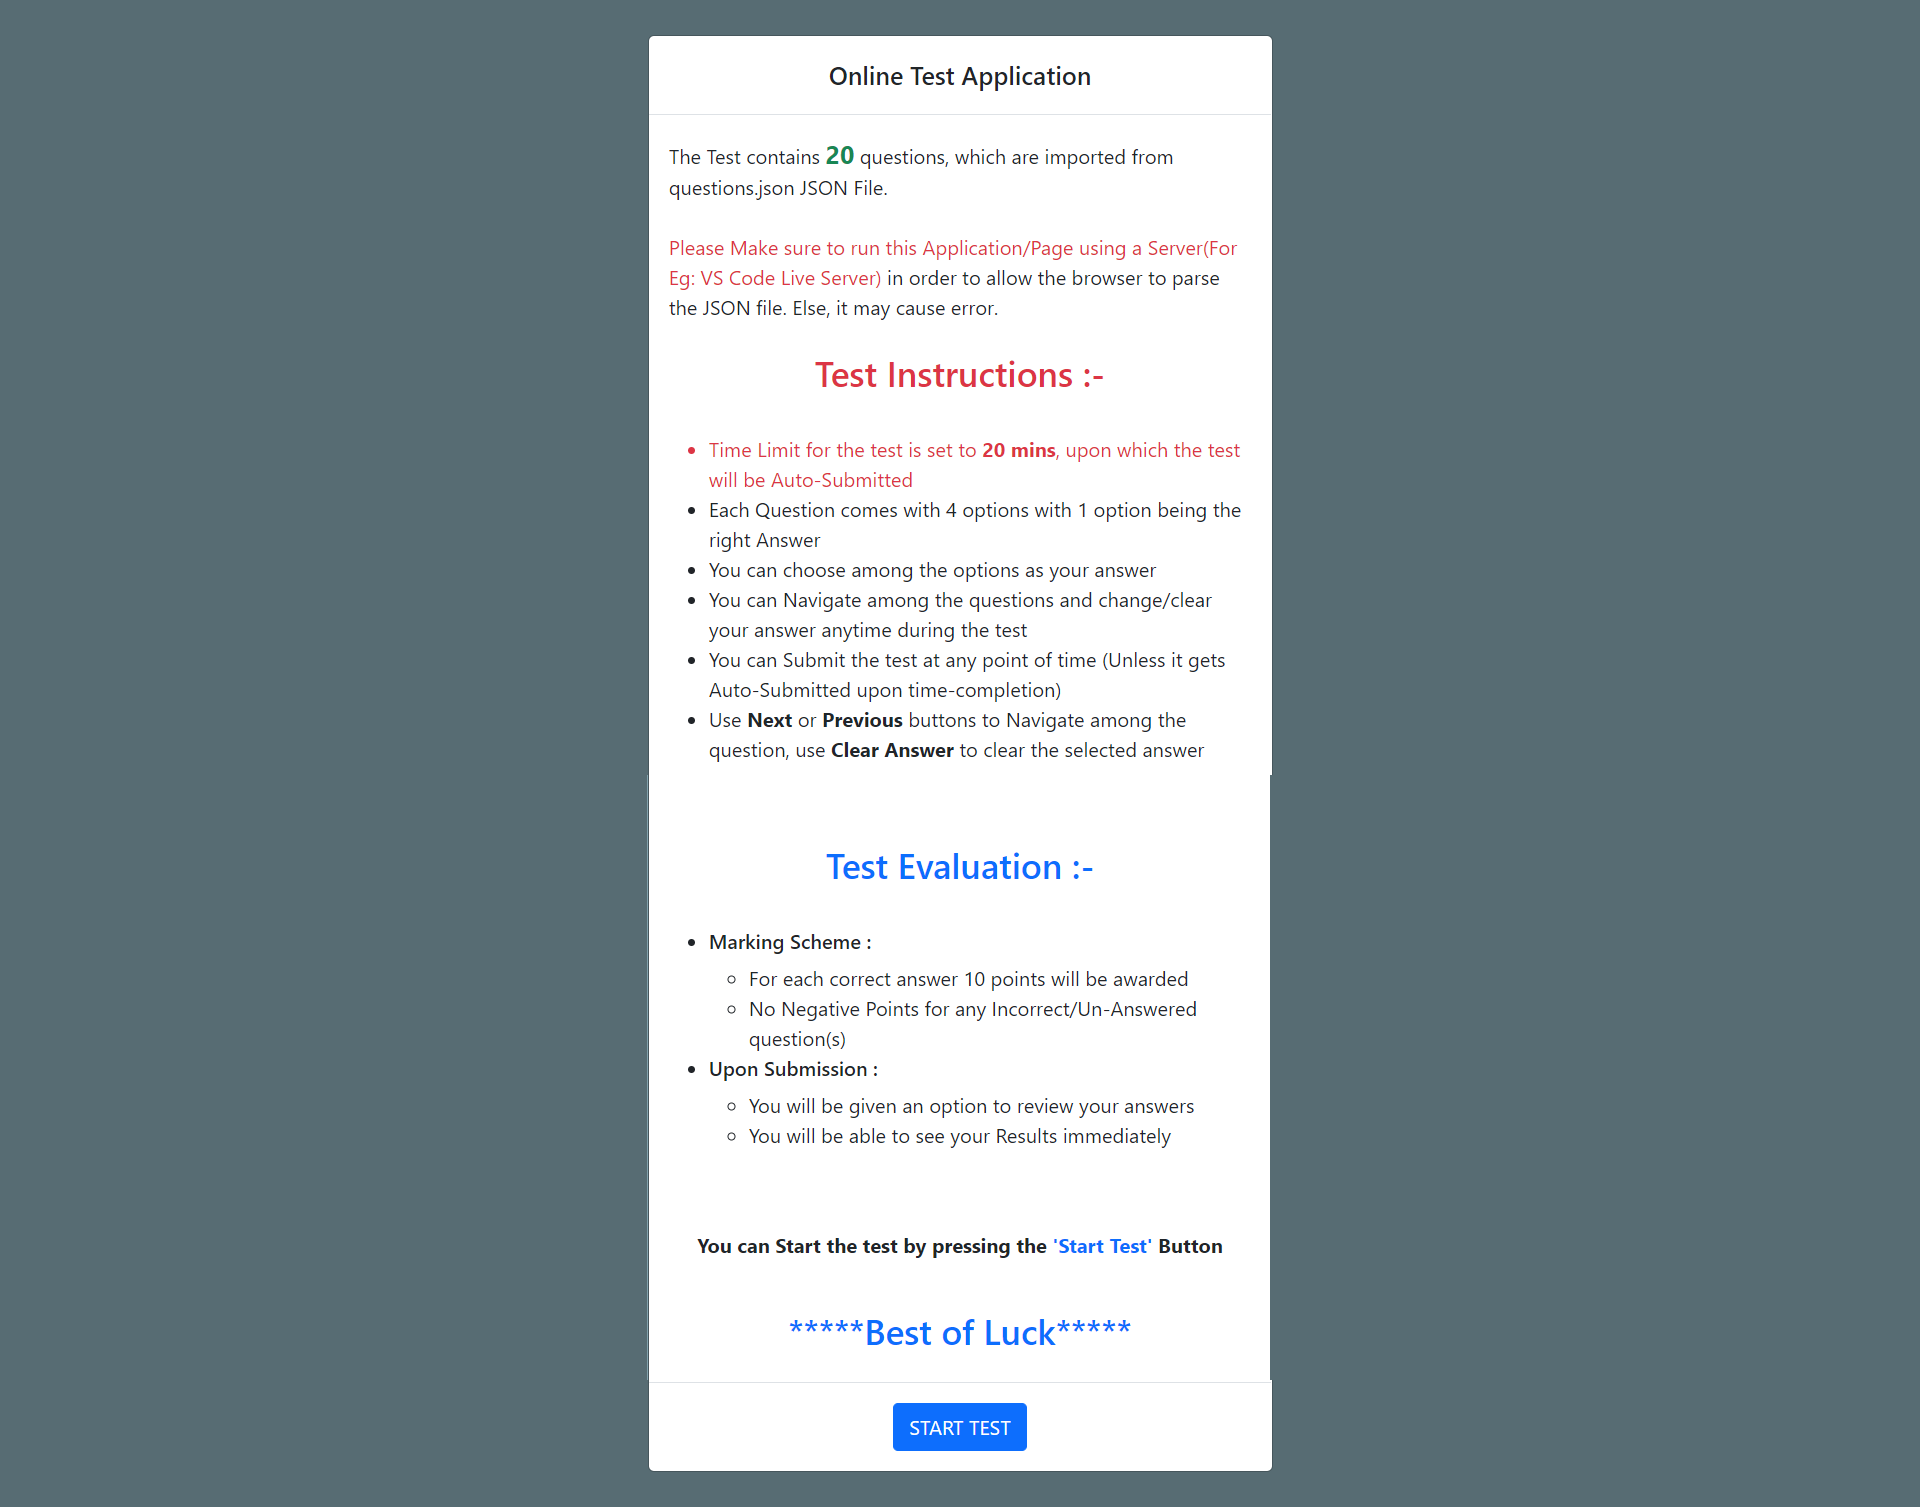 Online Test Application
The Test contains 20 questions, which are imported from
questions.json JSON File.
Please Make sure to run this Application/Page using a Server(For
Eg: VS Code Live Server) in order to allow the browser to parse
the JSON file. Else, it may cause error.
Test Instructions :-
• Time Limit for the test is set to 20 mins, upon which the test
will be Auto-Submitted
• Each Question comes with 4 options with 1 option being the
right Answer
• You can choose among the options as your answer
• You can Navigate among the questions and change/clear
your answer anytime during the test
• You can Submit the test at any point of time (Unless it gets
Auto-Submitted upon time-completion)
• Use Next or Previous buttons to Navigate among the
question, use Clear Answer to clear the selected answer
Test Evaluation :-
• Marking Scheme :
◦ For each correct answer 10 points will be awarded
◦ No Negative Points for any Incorrect/Un-Answered
question(s)
• Upon Submission :
◦ You will be given an option to review your answers
◦ You will be able to see your Results immediately
You can Start the test by pressing the 'Start Test' Button
*****Best of Luck*****
START TEST